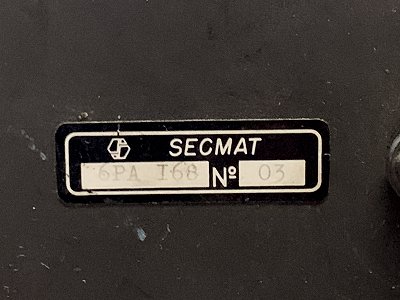 SECMAT
6PA I68 Nº 03